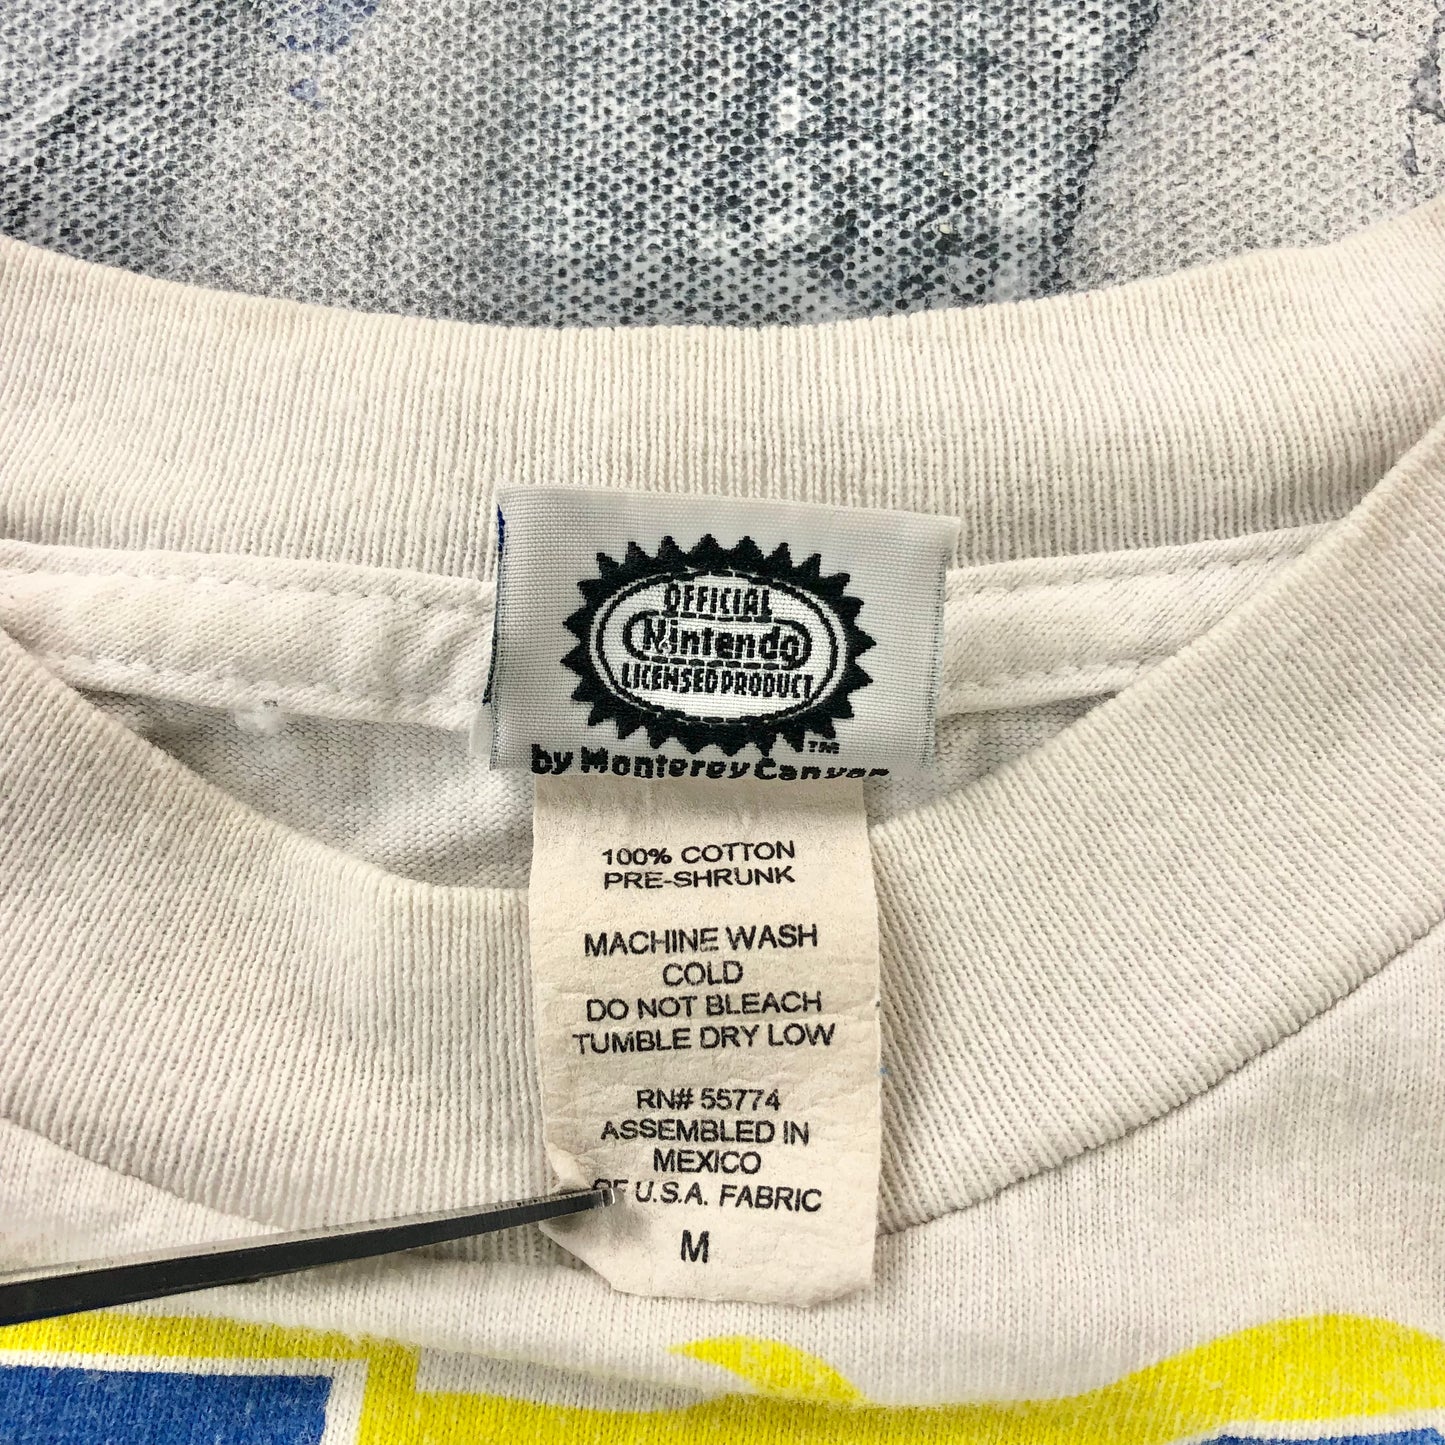 OFFICIAL
Nintendo
LICENSED PRODUCT
TM
by Monterey Canyon
100% COTTON
PRE-SHRUNK
MACHINE WASH
COLD
DO NOT BLEACH
TUMBLE DRY LOW
RN# 55774
ASSEMBLED IN
MEXICO
OF U.S.A. FABRIC
M